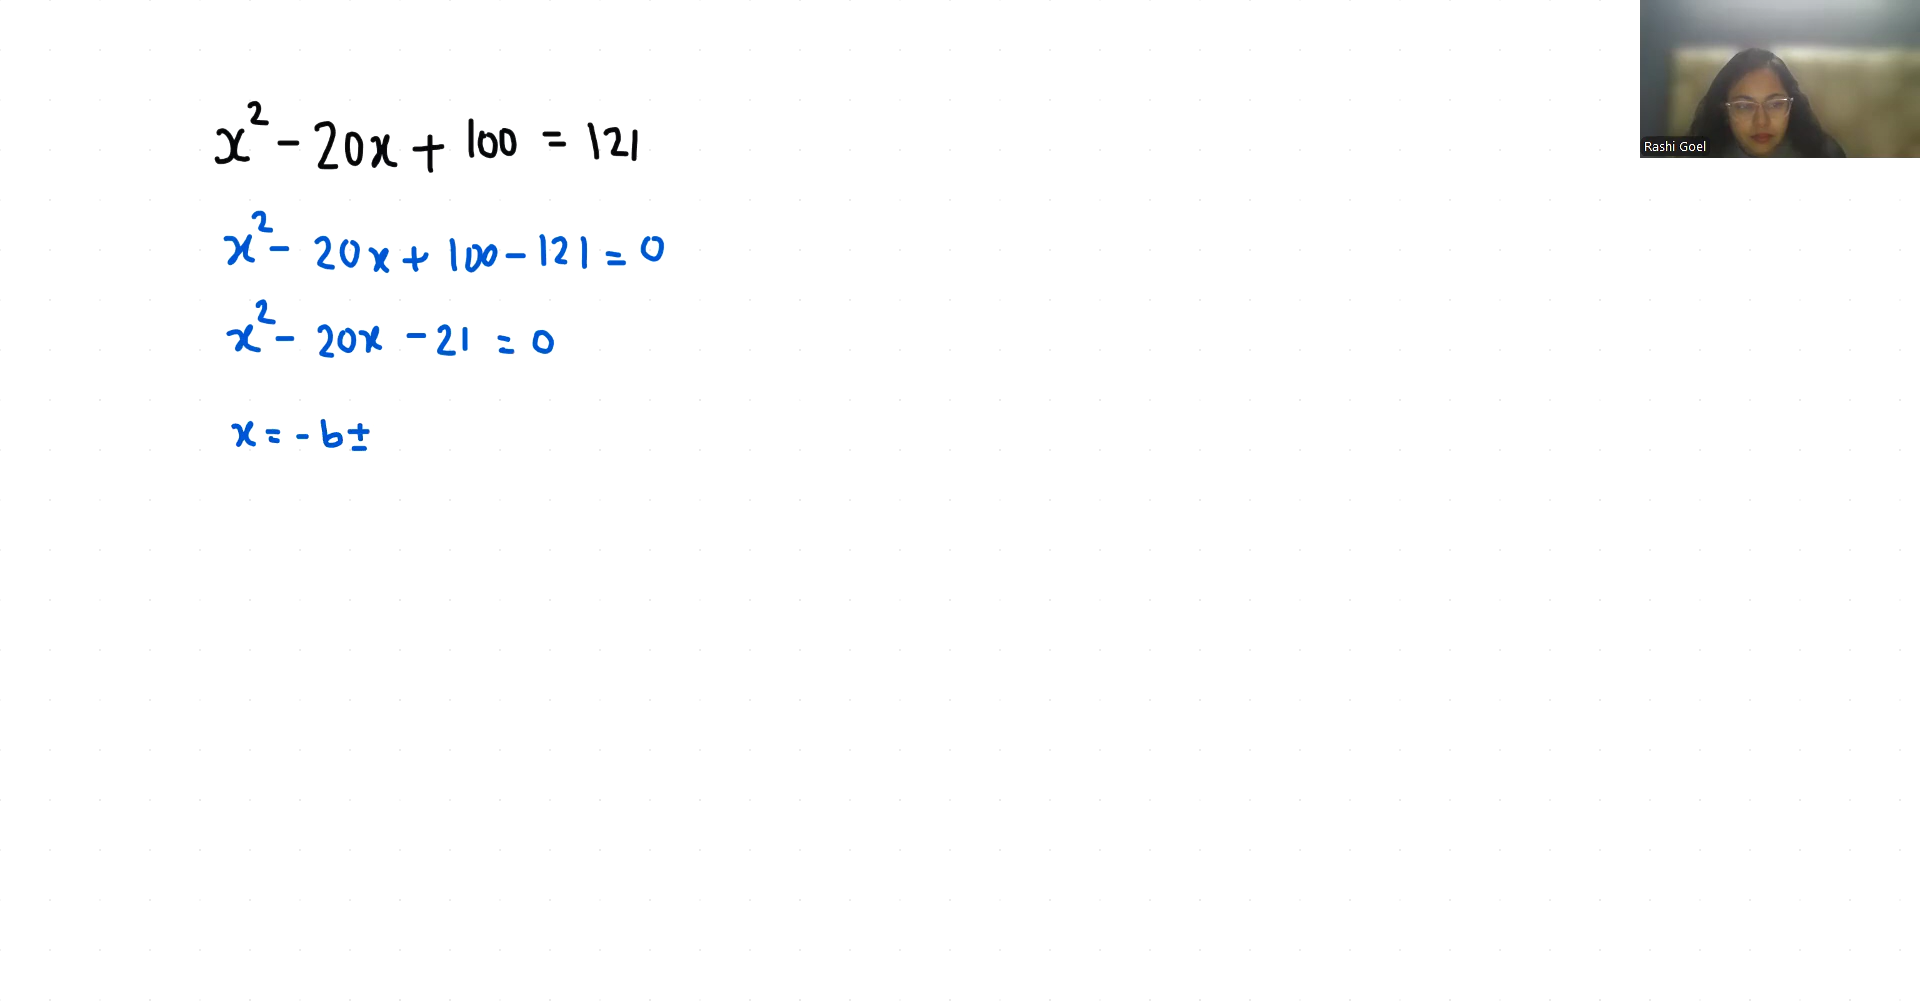 x² - 20x + 100 = 121
x² - 20x + 100 - 121 = 0
x² - 20x - 21 = 0
x = - b ±
Rashi Goel